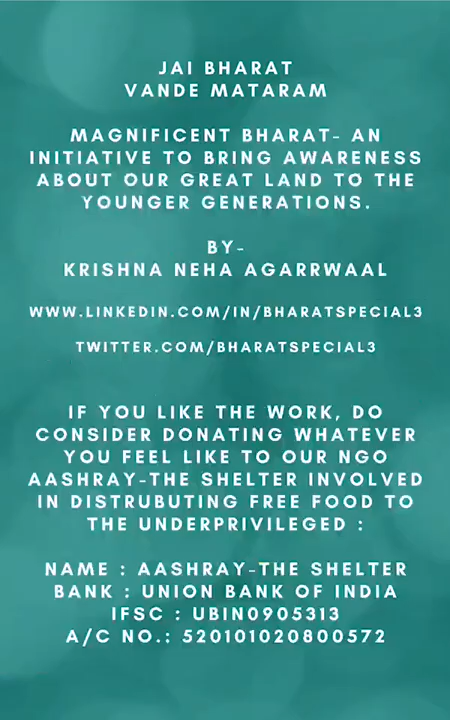 JAI BHARAT
VANDE MATARAM
MAGNIFICENT BHARAT- AN
INITIATIVE TO BRING AWARENESS
ABOUT OUR GREAT LAND TO THE
YOUNGER GENERATIONS.
BY-
KRISHNA NEHA AGARRWAAL
WWW.LINKEDIN.COM/IN/BHARATSPECIAL3
TWITTER.COM/BHARATSPECIAL3
IF YOU LIKE THE WORK, DO
CONSIDER DONATING WHATEVER
YOU FEEL LIKE TO OUR NGO
AASHRAY-THE SHELTER INVOLVED
IN DISTRUBUTING FREE FOOD TO
THE UNDERPRIVILEGED :
NAME : AASHRAY-THE SHELTER
BANK : UNION BANK OF INDIA
IFSC : UBIN0905313
A/C NO.: 520101020800572